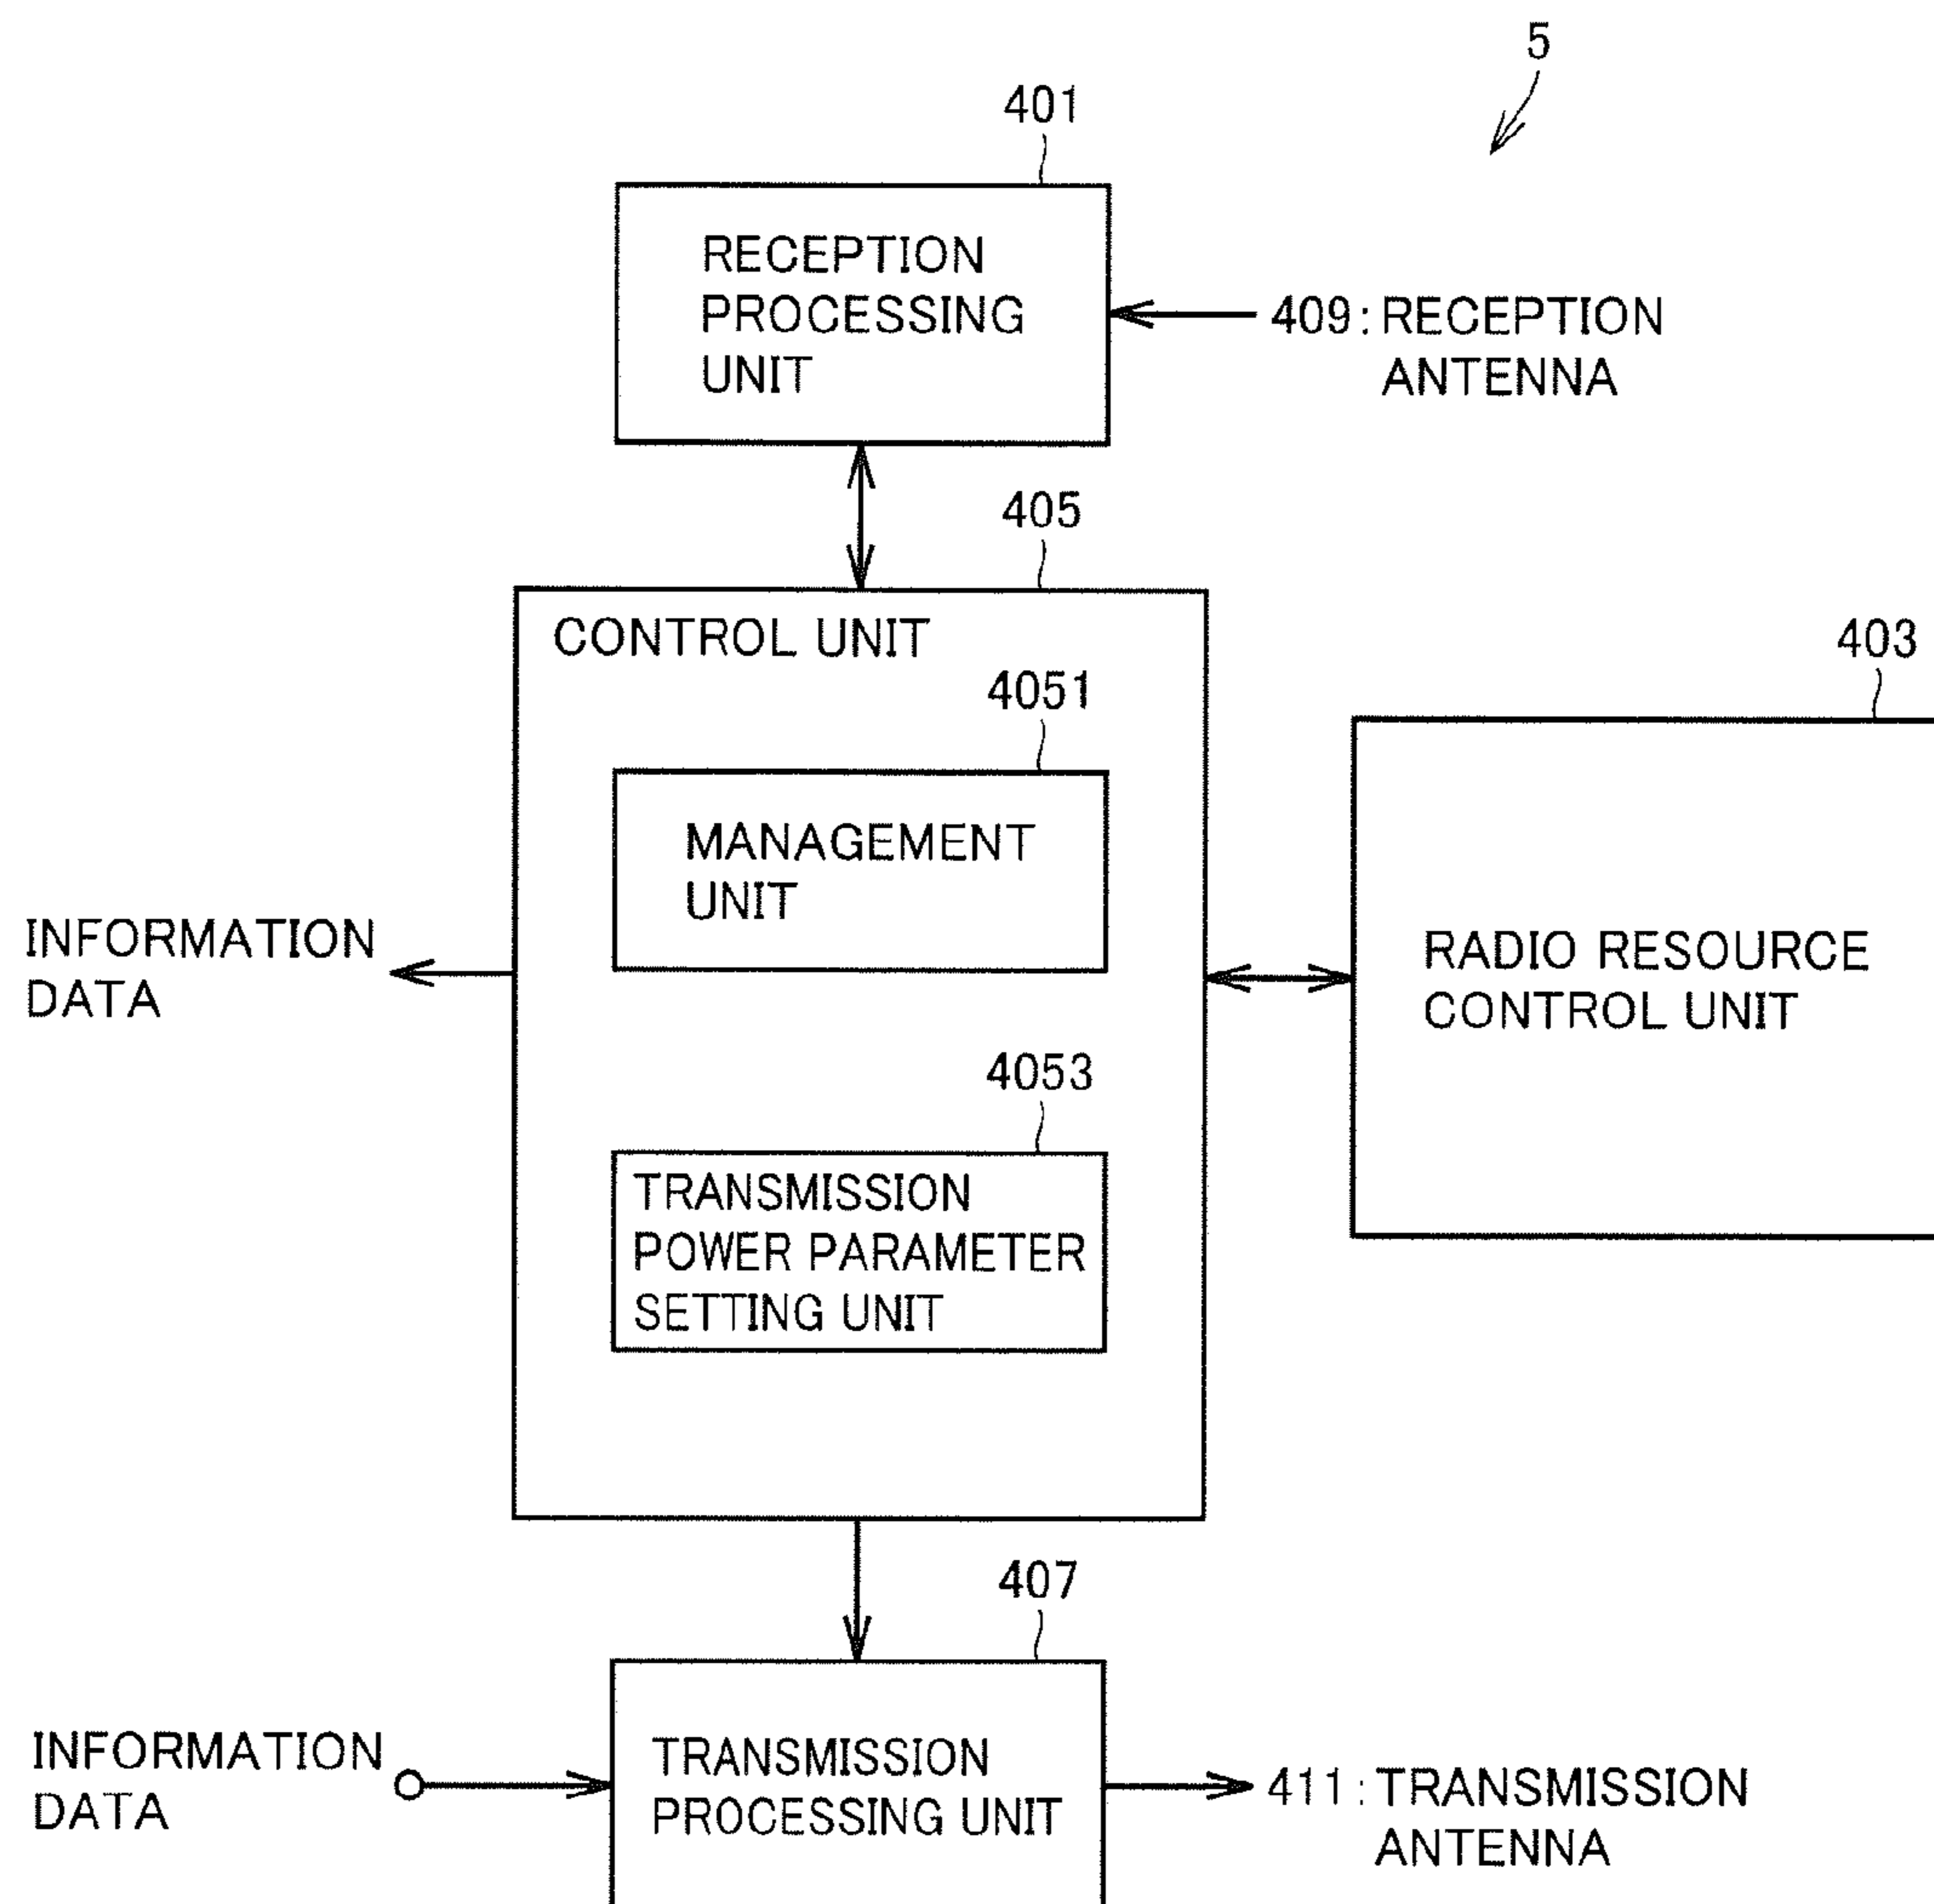 5
401
RECEPTION
PROCESSING
UNIT
409: RECEPTION
ANTENNA
405
CONTROL UNIT
403
4051
MANAGEMENT
UNIT
INFORMATION
DATA
RADIO RESOURCE
CONTROL UNIT
4053
TRANSMISSION
POWER PARAMETER
SETTING UNIT
407
INFORMATION
DATA
TRANSMISSION
PROCESSING UNIT
411: TRANSMISSION
ANTENNA